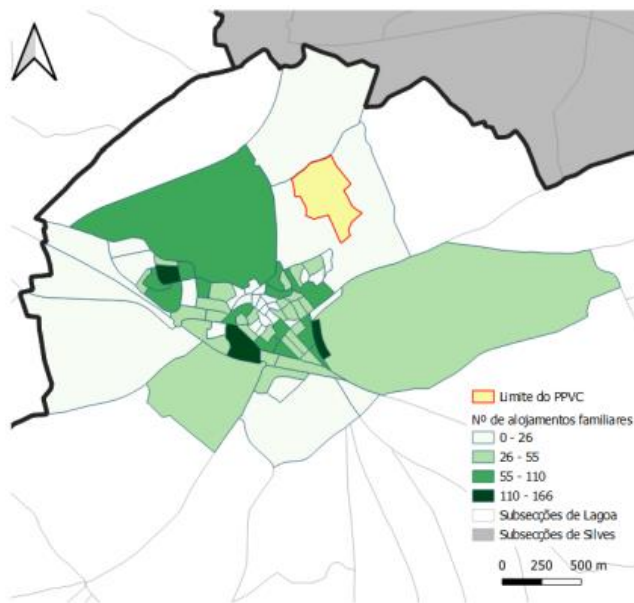 Limite do PPVC
Nº de alojamentos familiares
0 - 26
26 - 55
55 - 110
110 - 166
Subsecções de Lagoa
Subsecções de Silves
0 250 500 m